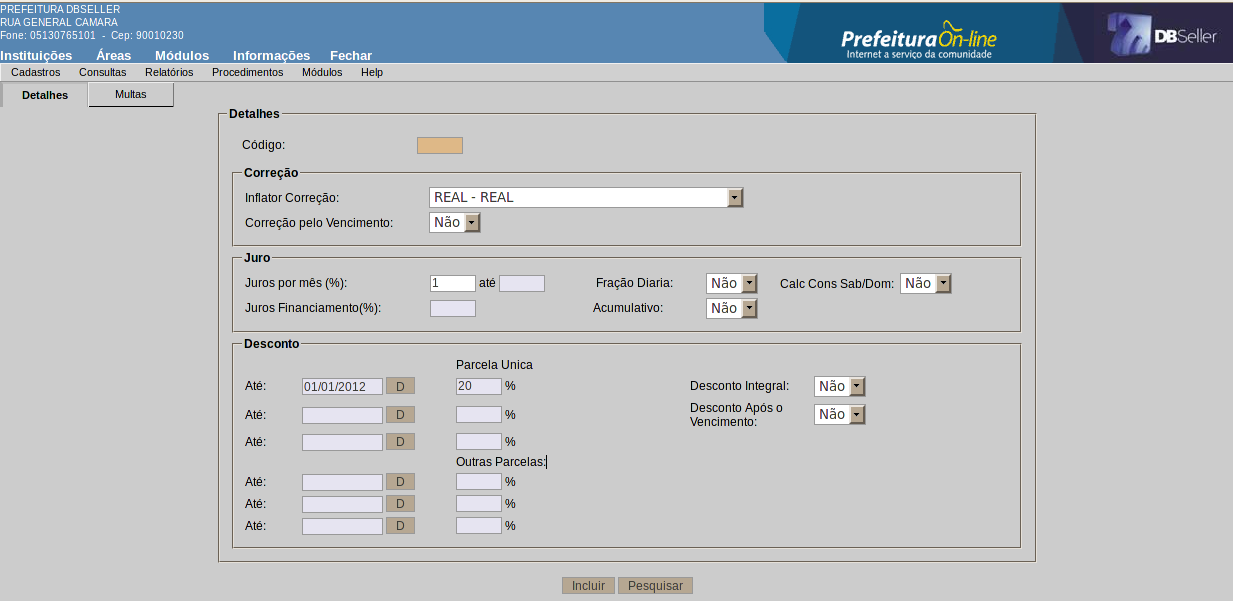 PREFEITURA DBSELLER
RUA GENERAL CAMARA
Fone: 05130765101 - Cep: 90010230
PrefeituraOn-line
Internet a serviço da comunidade
DBSeller
Instituições Áreas Módulos Informações Fechar
Cadastros Consultas Relatórios Procedimentos Módulos Help
Detalhes Multas
Detalhes
Código:
Correção
Inflator Correção: REAL - REAL
Correção pelo Vencimento: Não
Juro
Juros por mês (%): 1 até Fração Diaria: Não Calc Cons Sab/Dom: Não
Juros Financiamento(%): Acumulativo: Não
Desconto
Parcela Unica
Até: 01/01/2012 D 20 % Desconto Integral: Não
Até: D % Desconto Após o Vencimento: Não
Até: D %
Outras Parcelas:
Até: D %
Até: D %
Até: D %
Incluir Pesquisar